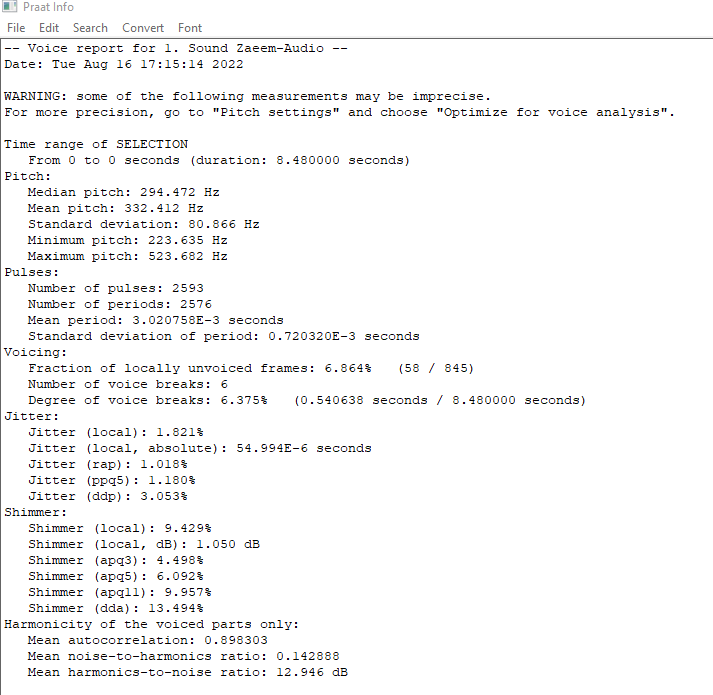 Praat Info
File Edit Search Convert Font
-- Voice report for 1. Sound Zaeem-Audio --
Date: Tue Aug 16 17:15:14 2022
WARNING: some of the following measurements may be imprecise.
For more precision, go to "Pitch settings" and choose "Optimize for voice analysis".
Time range of SELECTION
From 0 to 0 seconds (duration: 8.480000 seconds)
Pitch:
Median pitch: 294.472 Hz
Mean pitch: 332.412 Hz
Standard deviation: 80.866 Hz
Minimum pitch: 223.635 Hz
Maximum pitch: 523.682 Hz
Pulses:
Number of pulses: 2593
Number of periods: 2576
Mean period: 3.020758E-3 seconds
Standard deviation of period: 0.720320E-3 seconds
Voicing:
Fraction of locally unvoiced frames: 6.864% (58 / 845)
Number of voice breaks: 6
Degree of voice breaks: 6.375% (0.540638 seconds / 8.480000 seconds)
Jitter:
Jitter (local): 1.821%
Jitter (local, absolute): 54.994E-6 seconds
Jitter (rap): 1.018%
Jitter (ppq5): 1.180%
Jitter (ddp): 3.053%
Shimmer:
Shimmer (local): 9.429%
Shimmer (local, dB): 1.050 dB
Shimmer (apq3): 4.498%
Shimmer (apq5): 6.092%
Shimmer (apq11): 9.957%
Shimmer (dda): 13.494%
Harmonicity of the voiced parts only:
Mean autocorrelation: 0.898303
Mean noise-to-harmonics ratio: 0.142888
Mean harmonics-to-noise ratio: 12.946 dB